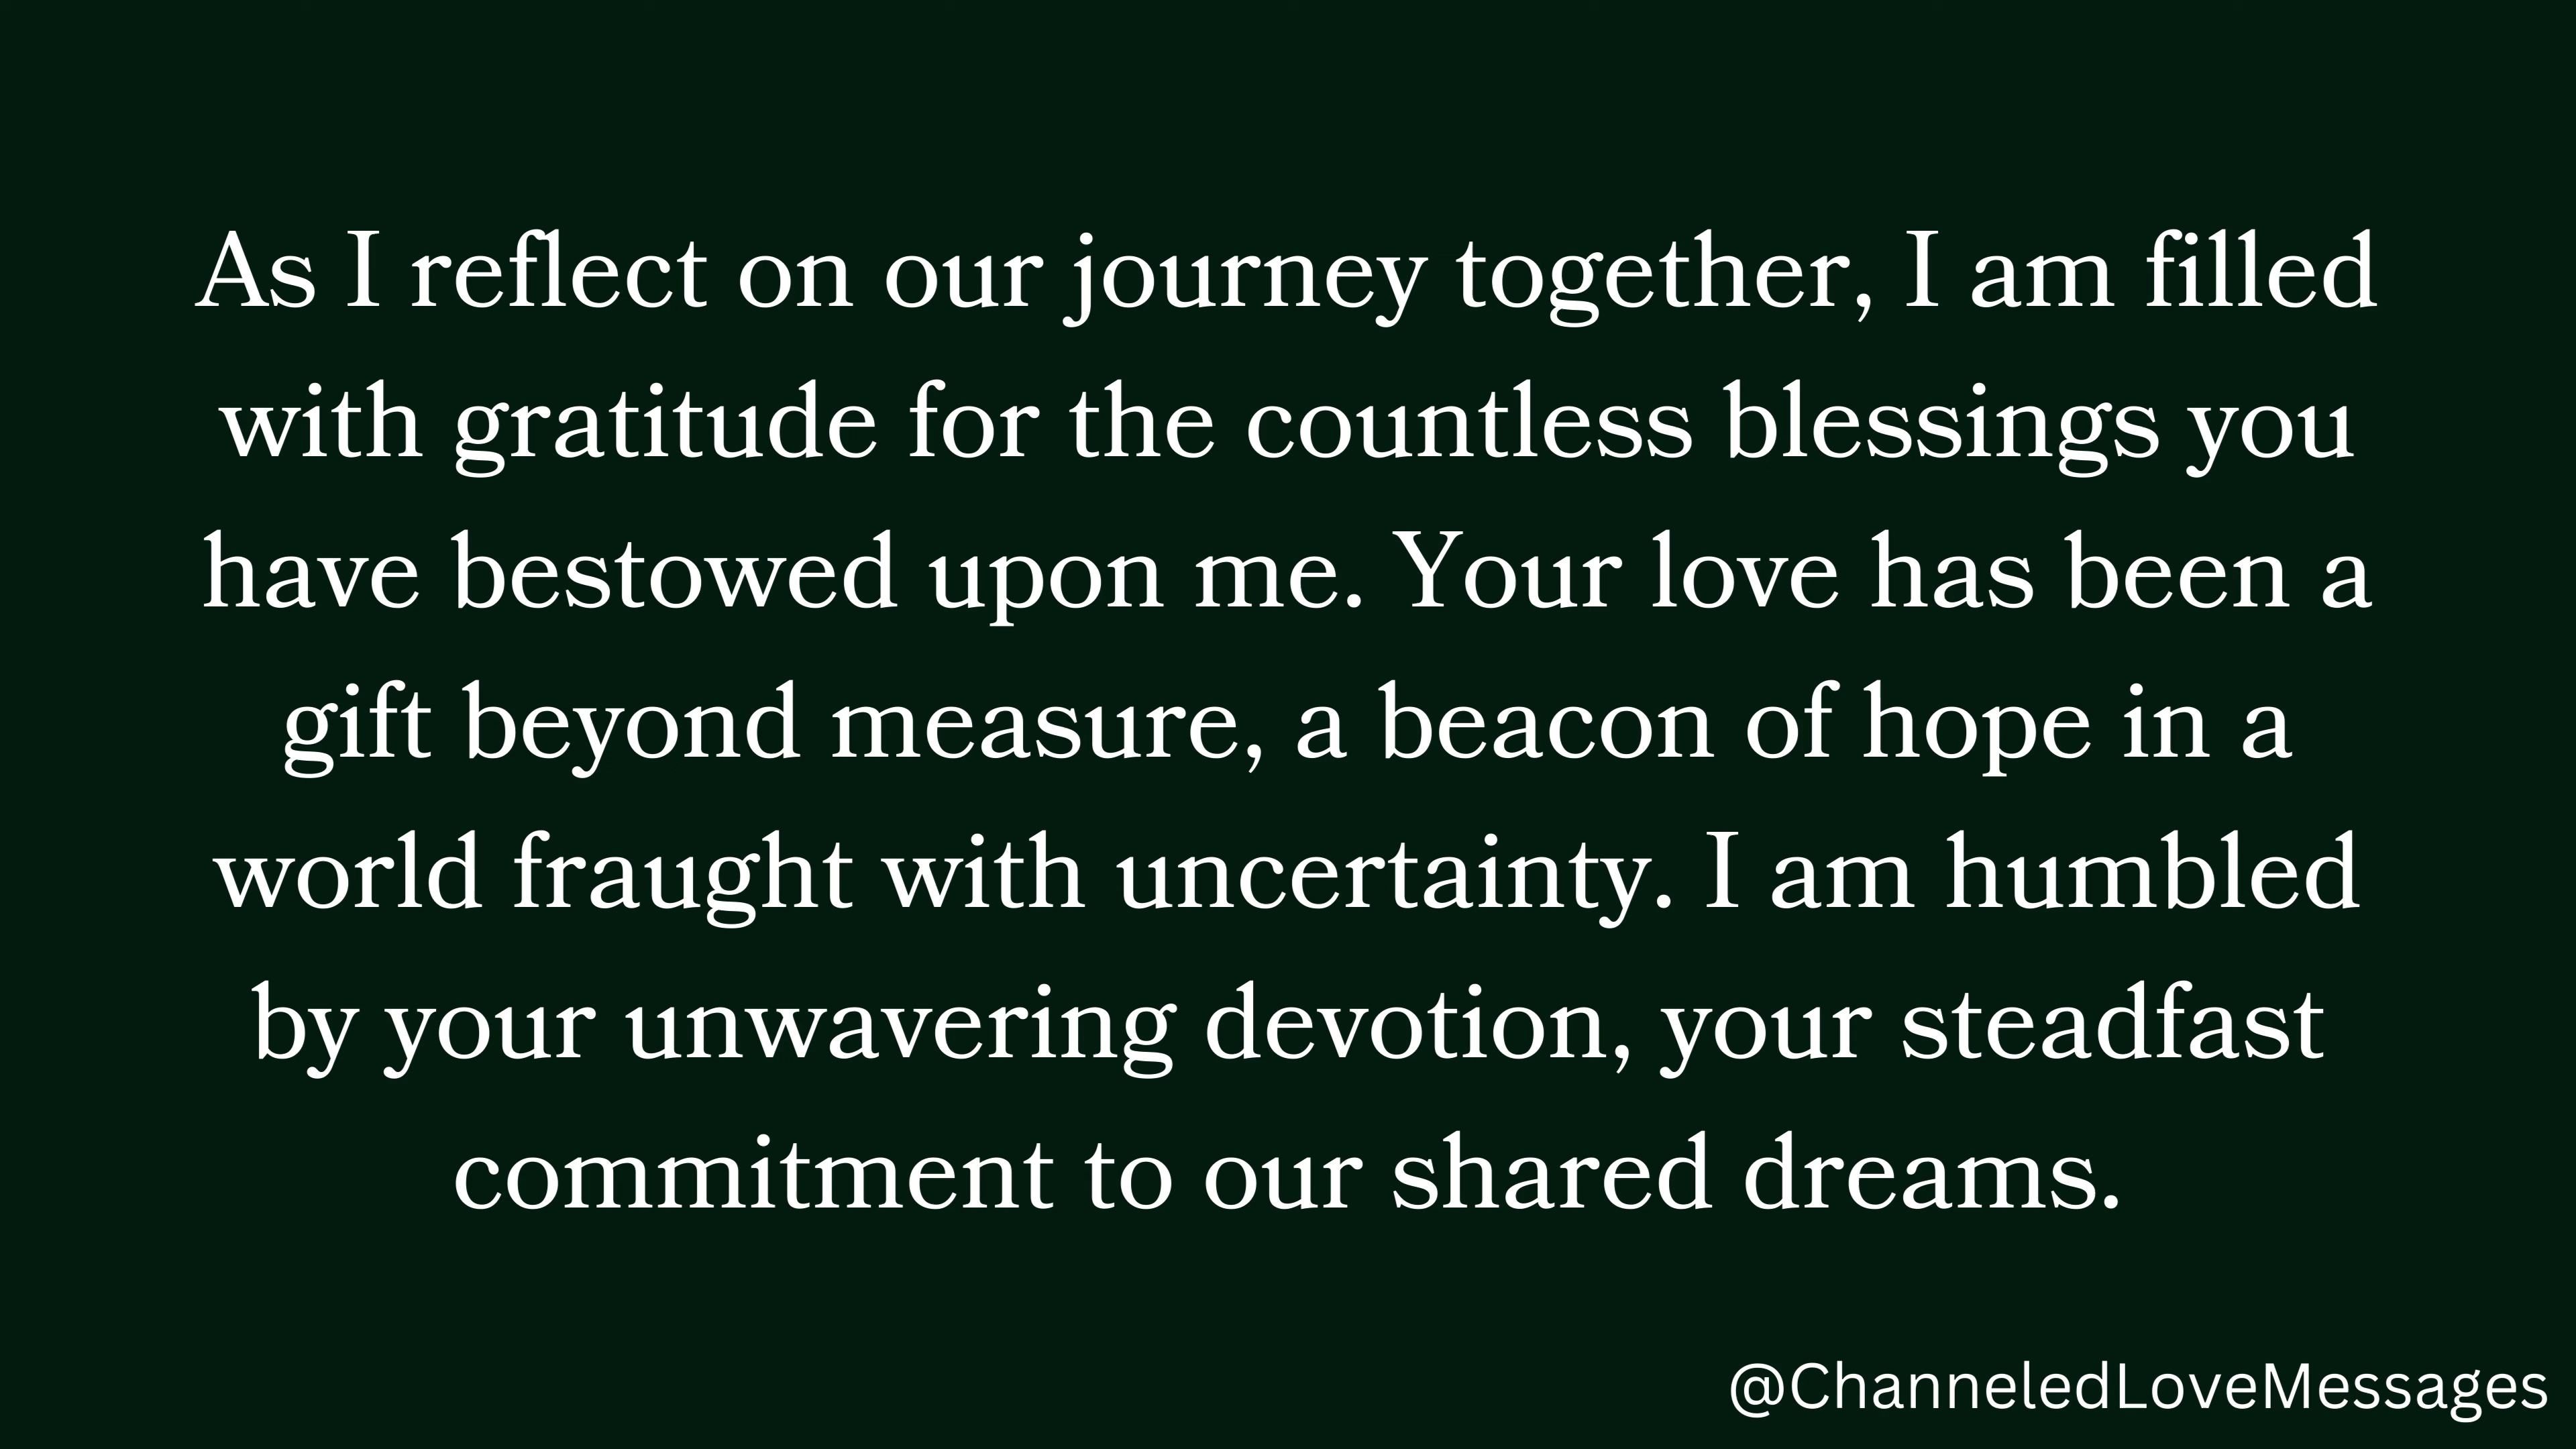 As I reflect on our journey together, I am filled
with gratitude for the countless blessings you
have bestowed upon me. Your love has been a
gift beyond measure, a beacon of hope in a
world fraught with uncertainty. I am humbled
by your unwavering devotion, your steadfast
commitment to our shared dreams.
@ChanneledLoveMessages